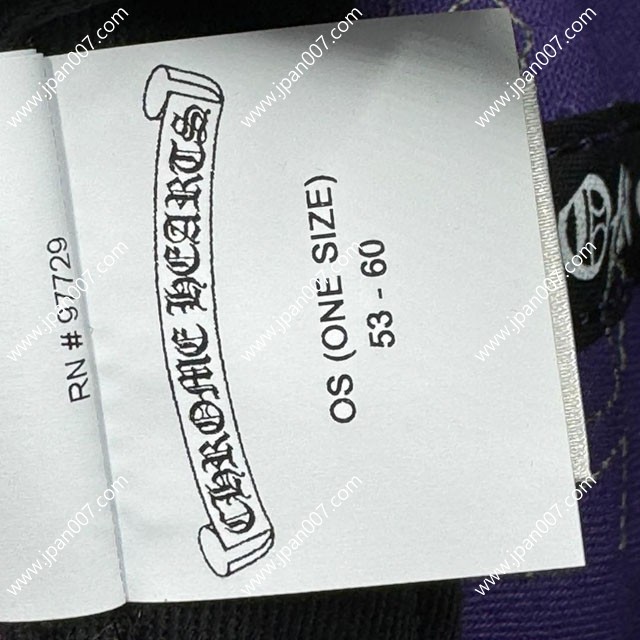 RN # 97729
CHROME HEARTS
OS (ONE SIZE)
53 - 60
www.jpan007.com